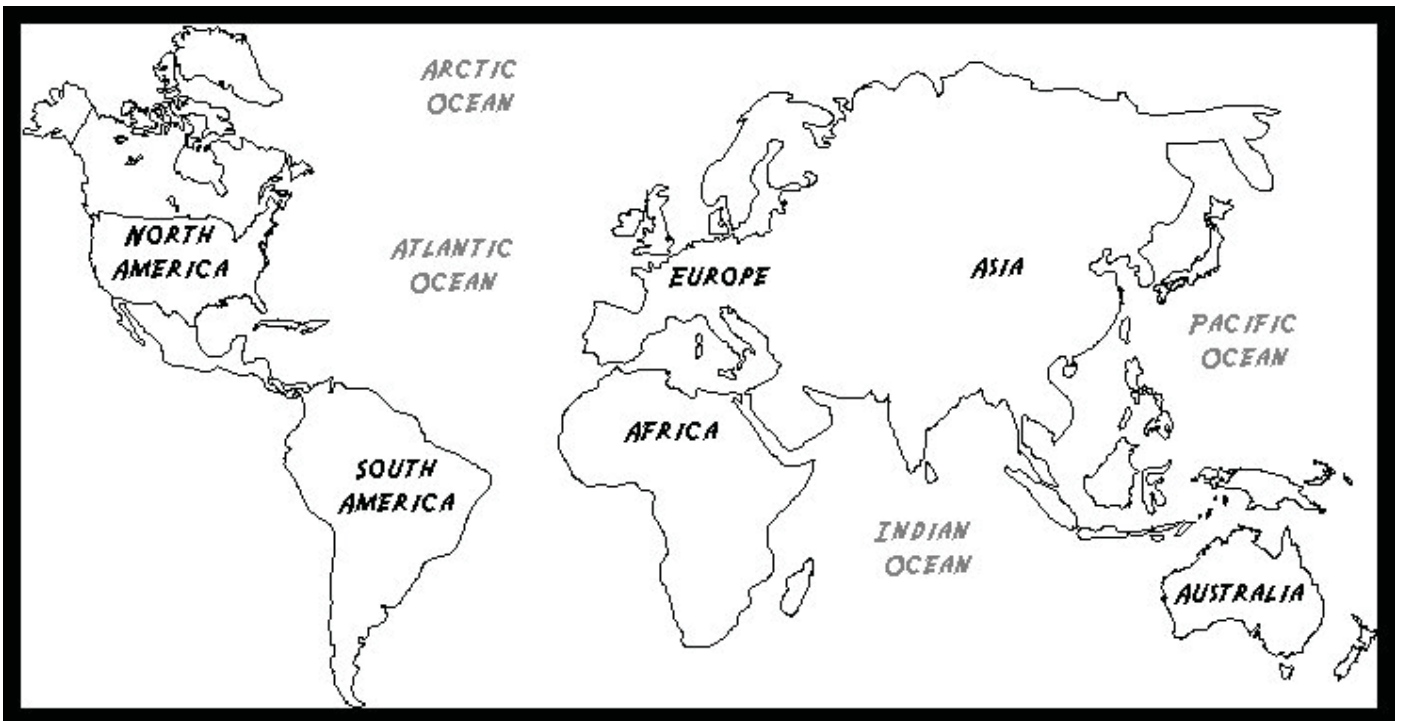 ARCTIC
OCEAN
NORTH
AMERICA
ATLANTIC
OCEAN
EUROPE
ASIA
PACIFIC
OCEAN
AFRICA
SOUTH
AMERICA
INDIAN
OCEAN
AUSTRALIA